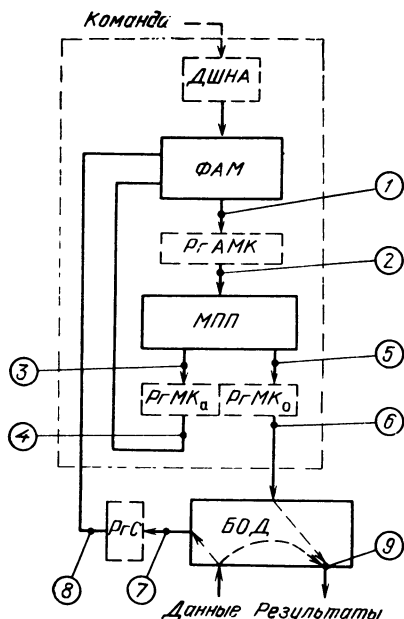 Команда
ДШНА
ФАМ
1
РгАМК
2
МПП
3
5
РгМКа
РгМКо
4
6
РгС
БОД
8
7
9
Данные Результаты